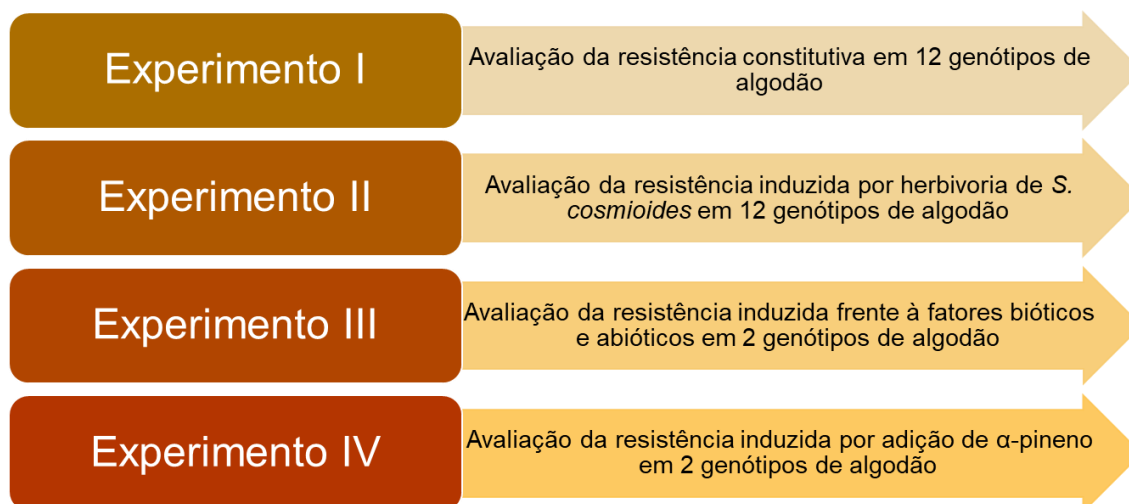 Experimento I
Avaliação da resistência constitutiva em 12 genótipos de
algodão
Experimento II
Avaliação da resistência induzida por herbivoria de S.
cosmioides em 12 genótipos de algodão
Experimento III
Avaliação da resistência induzida frente à fatores bióticos
e abióticos em 2 genótipos de algodão
Experimento IV
Avaliação da resistência induzida por adição de α-pineno
em 2 genótipos de algodão